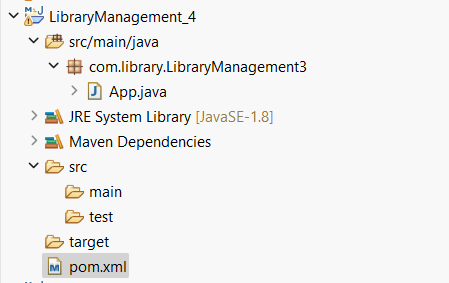 LibraryManagement_4
src/main/java
com.library.LibraryManagement3
App.java
JRE System Library [JavaSE-1.8]
Maven Dependencies
src
main
test
target
pom.xml